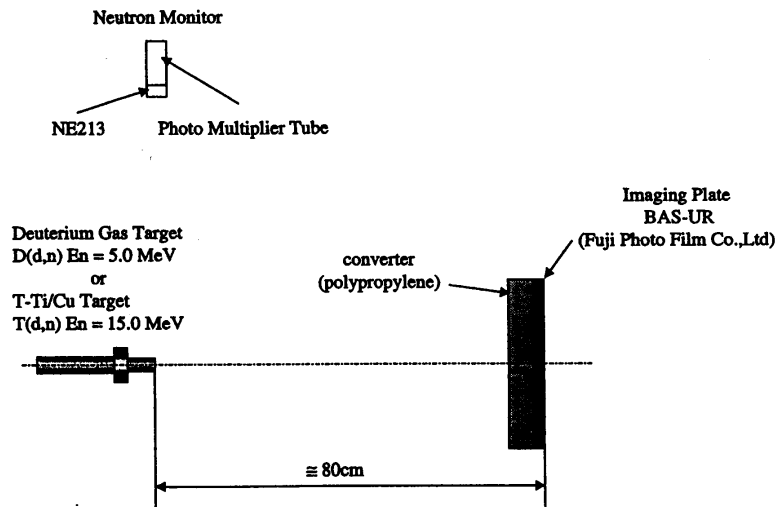 Neutron Monitor
NE213
Photo Multiplier Tube
Imaging Plate
BAS-UR
(Fuji Photo Film Co.,Ltd)
Deuterium Gas Target
D(d,n) En = 5.0 MeV
or
T-Ti/Cu Target
T(d,n) En = 15.0 MeV
converter
(polypropylene)
≅ 80cm